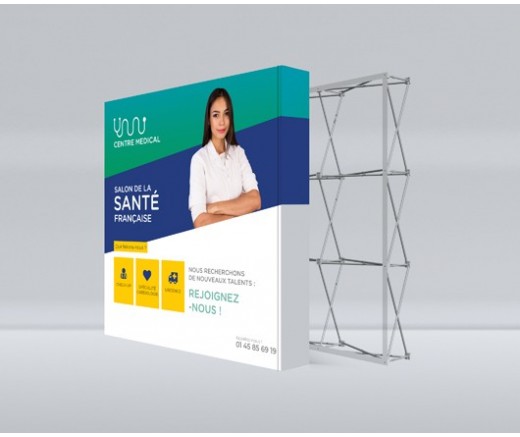 CENTRE MEDICAL
SALON DE LA
SANTÉ
FRANÇAISE
NOUS RECHERCHONS
DE NOUVEAUX TALENTS :
REJOIGNEZ
-NOUS !
01 45 85 69 19